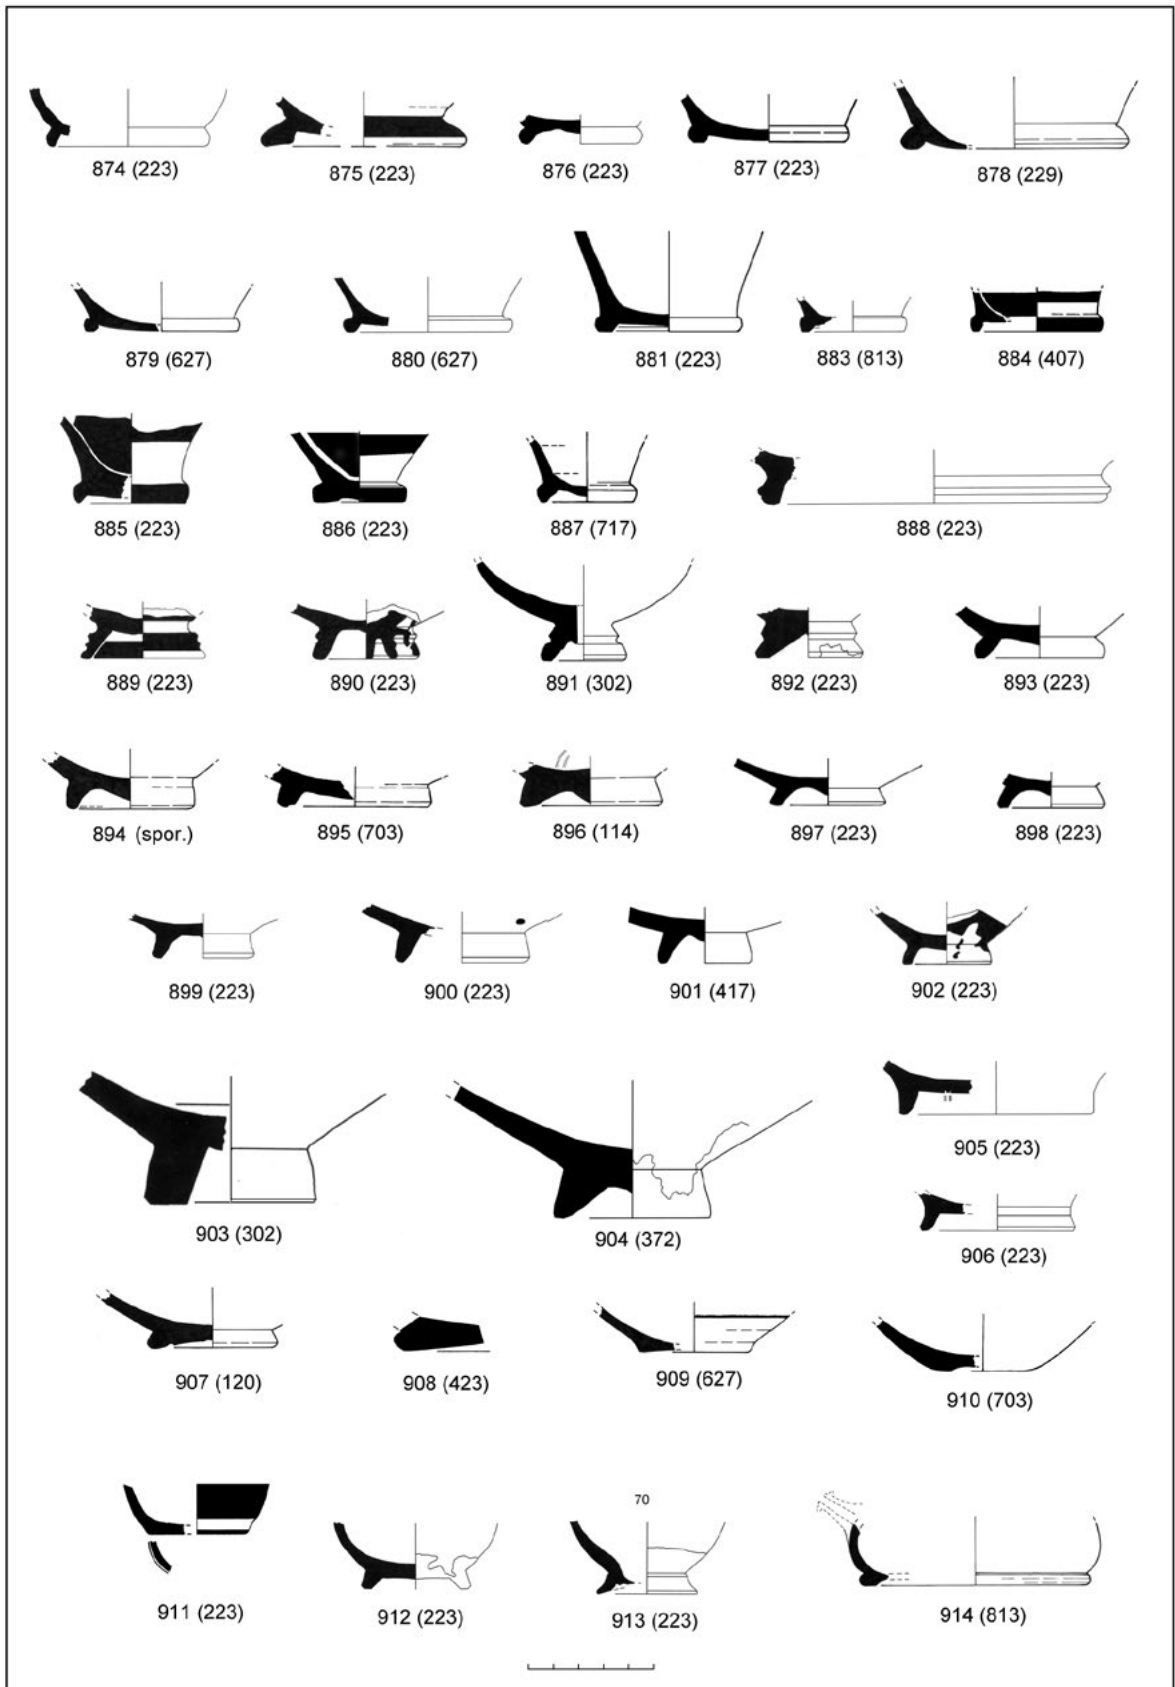 874 (223) 875 (223) 876 (223) 877 (223) 878 (229)
879 (627) 880 (627) 881 (223) 883 (813) 884 (407)
885 (223) 886 (223) 887 (717) 888 (223)
889 (223) 890 (223) 891 (302) 892 (223) 893 (223)
894 (spor.) 895 (703) 896 (114) 897 (223) 898 (223)
899 (223) 900 (223) 901 (417) 902 (223)
905 (223)
903 (302) 904 (372) 906 (223)
907 (120) 908 (423) 909 (627) 910 (703)
70
911 (223) 912 (223) 913 (223) 914 (813)